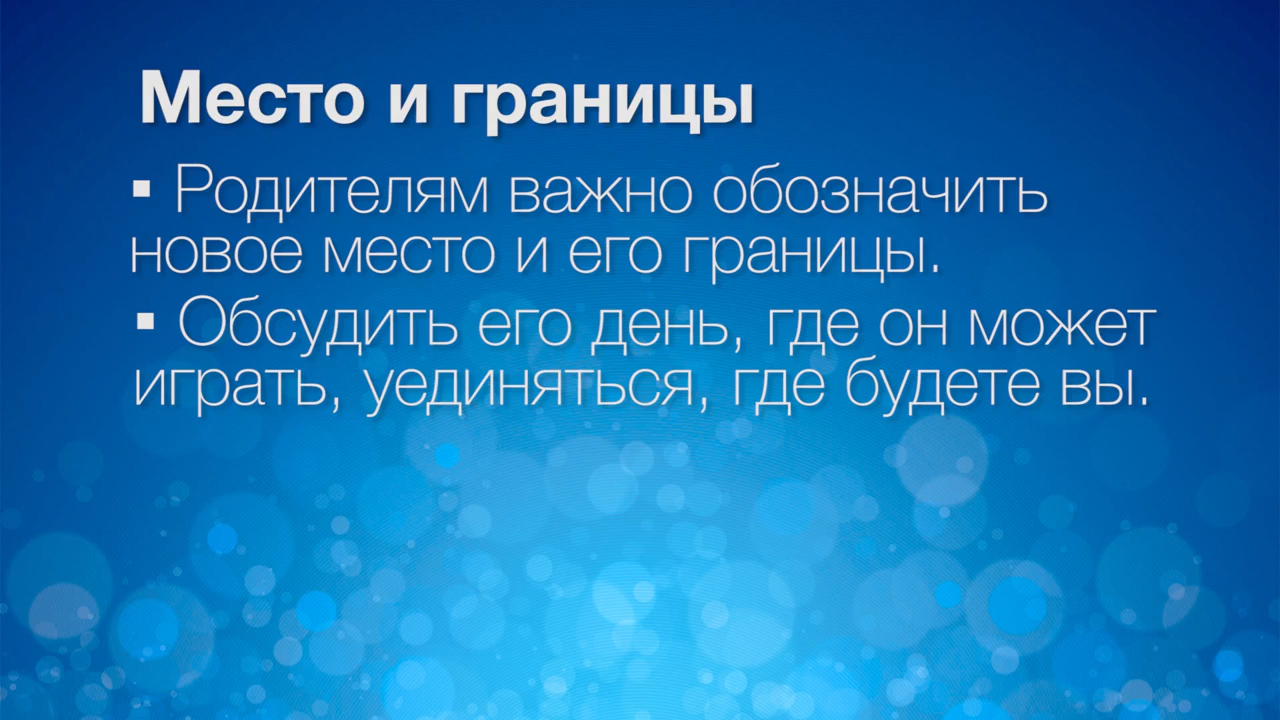 Место и границы
▪ Родителям важно обозначить
новое место и его границы.
▪ Обсудить его день, где он может
играть, уединяться, где будете вы.